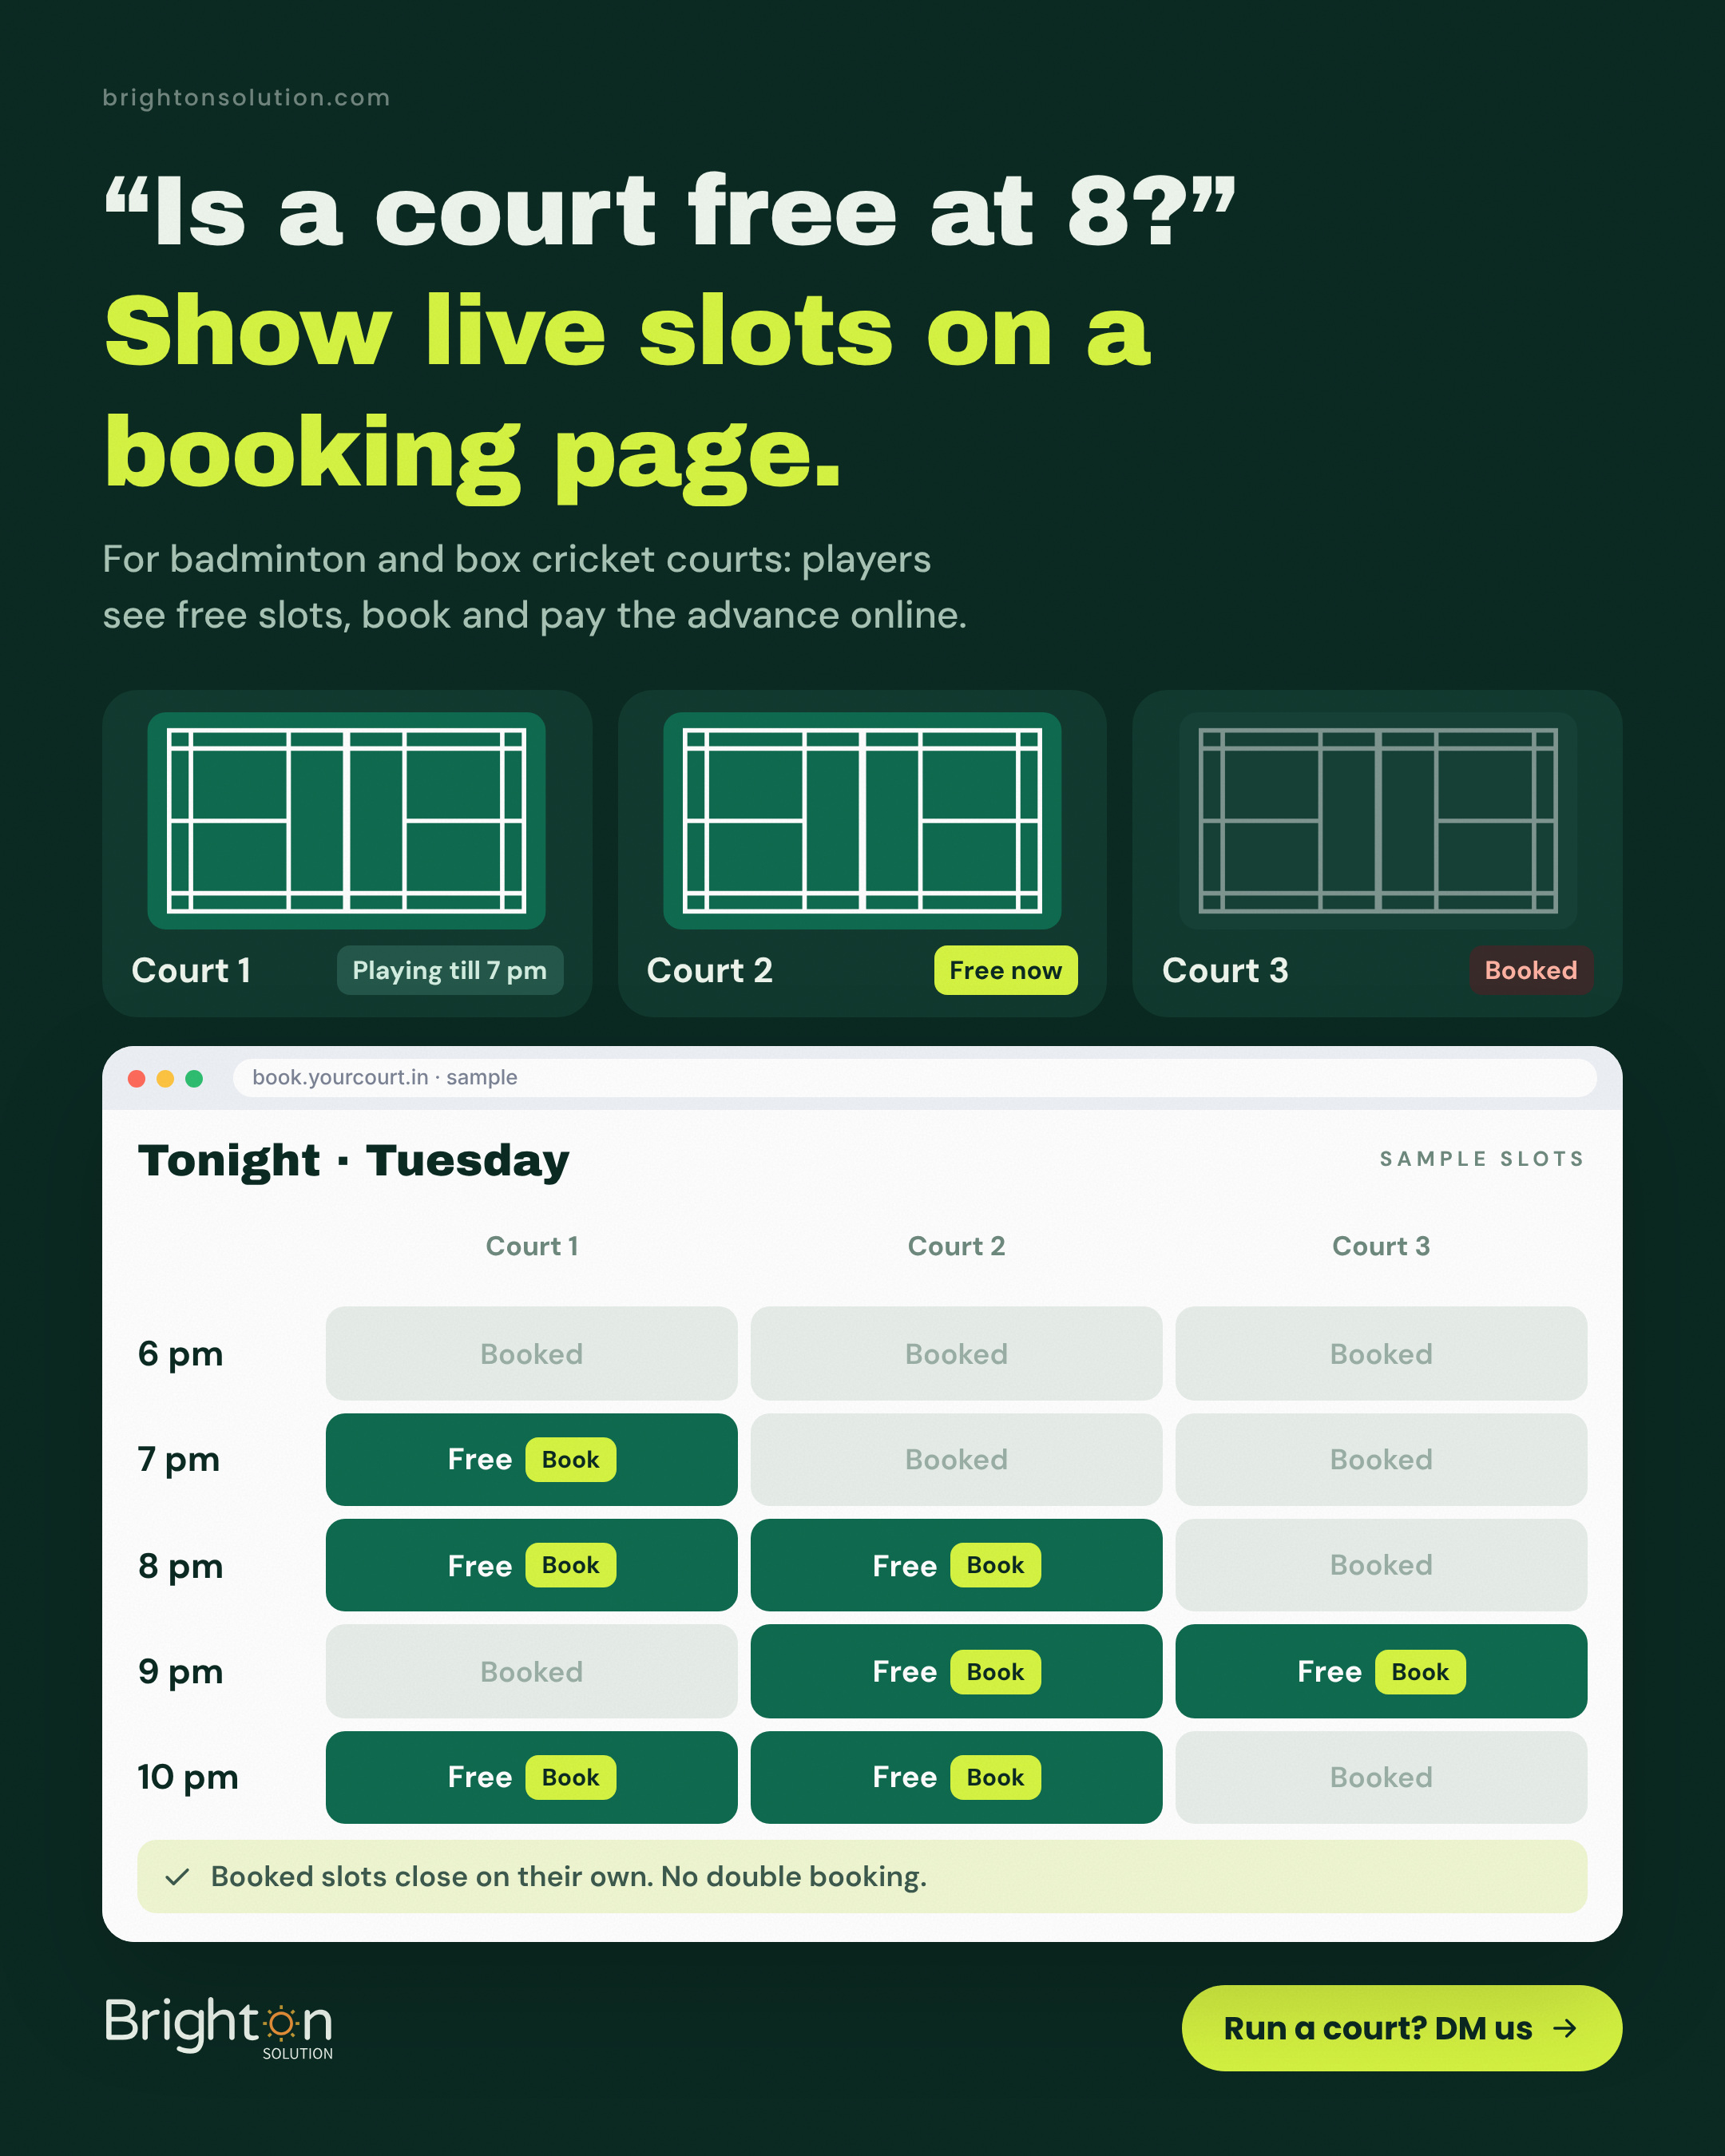 brightonsolution.com
“Is a court free at 8?”
Show live slots on a
booking page.
For badminton and box cricket courts: players
see free slots, book and pay the advance online.
Court 1 Playing till 7 pm
Court 2 Free now
Court 3 Booked
book.yourcourt.in · sample
Tonight · Tuesday SAMPLE SLOTS
Court 1 Court 2 Court 3
6 pm Booked Booked Booked
7 pm Free Book Booked Booked
8 pm Free Book Free Book Booked
9 pm Booked Free Book Free Book
10 pm Free Book Free Book Booked
✓ Booked slots close on their own. No double booking.
Brighton
SOLUTION
Run a court? DM us →